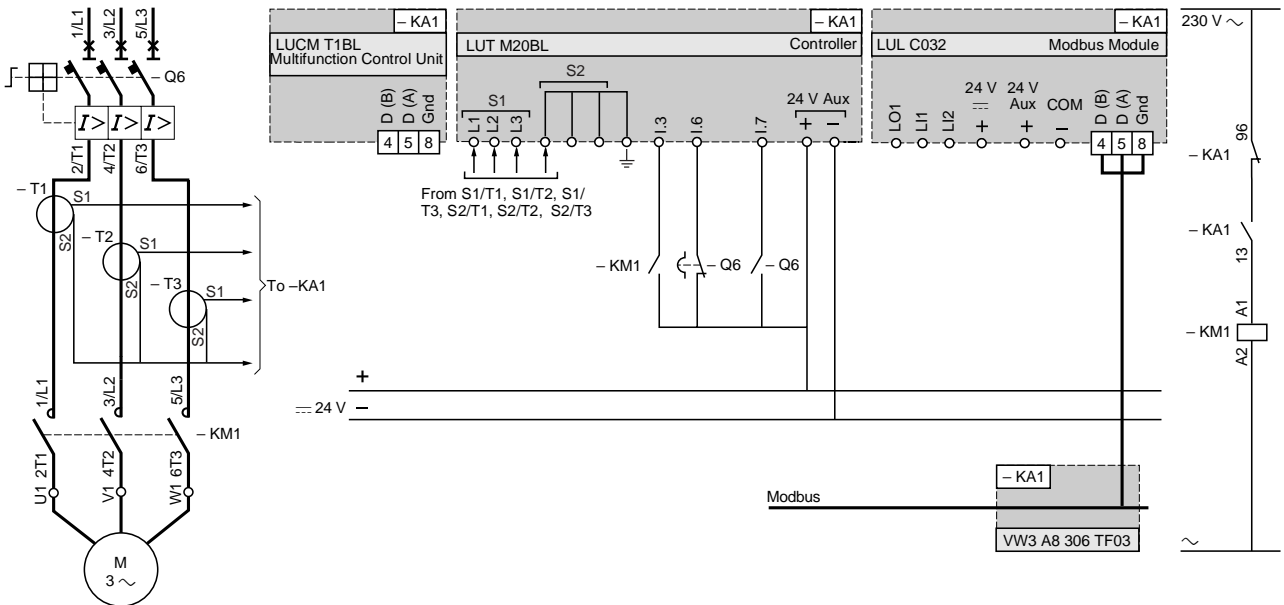 1/L1
3/L2
5/L3
– Q6
I >
I >
I >
2/T1
4/T2
6/T3
– T1
S1
S2
– T2
S1
S2
– T3
S1
S2
To –KA1
1/L1
3/L2
5/L3
– KM1
U1 2T1
V1 4T2
W1 6T3
M
3 ~
– KA1
LUCM T1BL
Multifunction Control Unit
D (B)
D (A)
Gnd
4 5 8
– KA1
LUT M20BL Controller
S2
S1
L1
L2
L3
I.3
I.6
I.7
24 V Aux
+ –
From S1/T1, S1/T2, S1/
T3, S2/T1, S2/T2, S2/T3
– KM1
– Q6
– Q6
+
24 V –
– KA1
LUL C032 Modbus Module
LO1
LI1
LI2
24 V
+
24 V
Aux
+
COM
–
D (B)
D (A)
Gnd
4 5 8
Modbus
– KA1
VW3 A8 306 TF03
230 V ~
96
– KA1
– KA1
13
A1
– KM1
A2
~